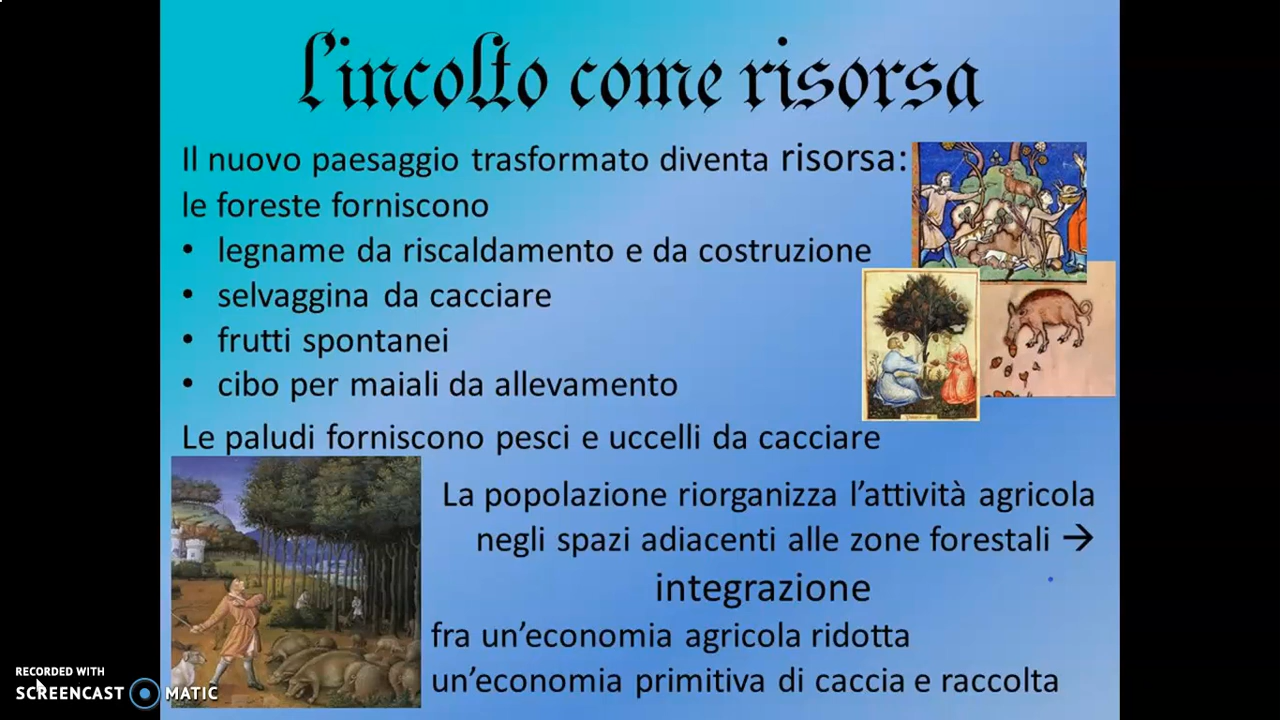 l'incolto come risorsa
Il nuovo paesaggio trasformato diventa risorsa:
le foreste forniscono
• legname da riscaldamento e da costruzione
• selvaggina da cacciare
• frutti spontanei
• cibo per maiali da allevamento
Le paludi forniscono pesci e uccelli da cacciare
La popolazione riorganizza l'attività agricola
negli spazi adiacenti alle zone forestali →
integrazione
fra un'economia agricola ridotta
un'economia primitiva di caccia e raccolta
RECORDED WITH
SCREENCAST MATIC